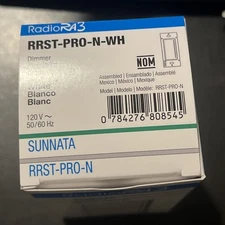 RadioRA3
RRST-PRO-N-WH
Dimmer
NOM
Assembled | Ensamblado | Assemblé
Mexico | México | Mexique
White
Blanco
Blanc
Model | Modelo | Modèle: RRST-PRO-N
120 V ~
50/60 Hz
0 784276 808545
SUNNATA
RRST-PRO-N